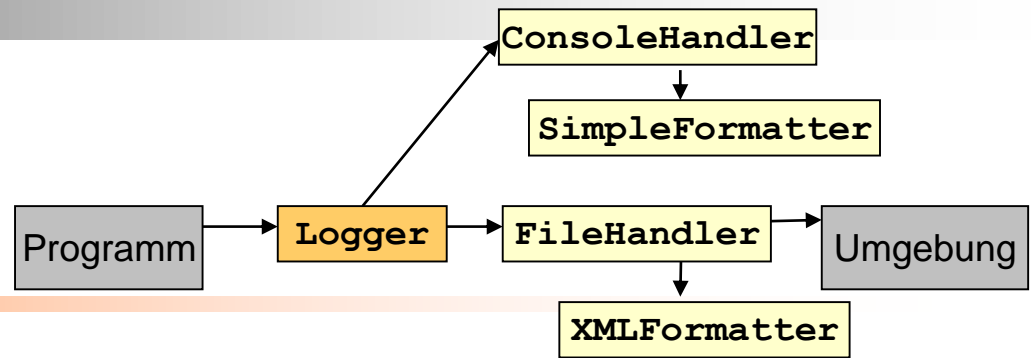 ConsoleHandler
SimpleFormatter
Programm
Logger
FileHandler
Umgebung
XMLFormatter